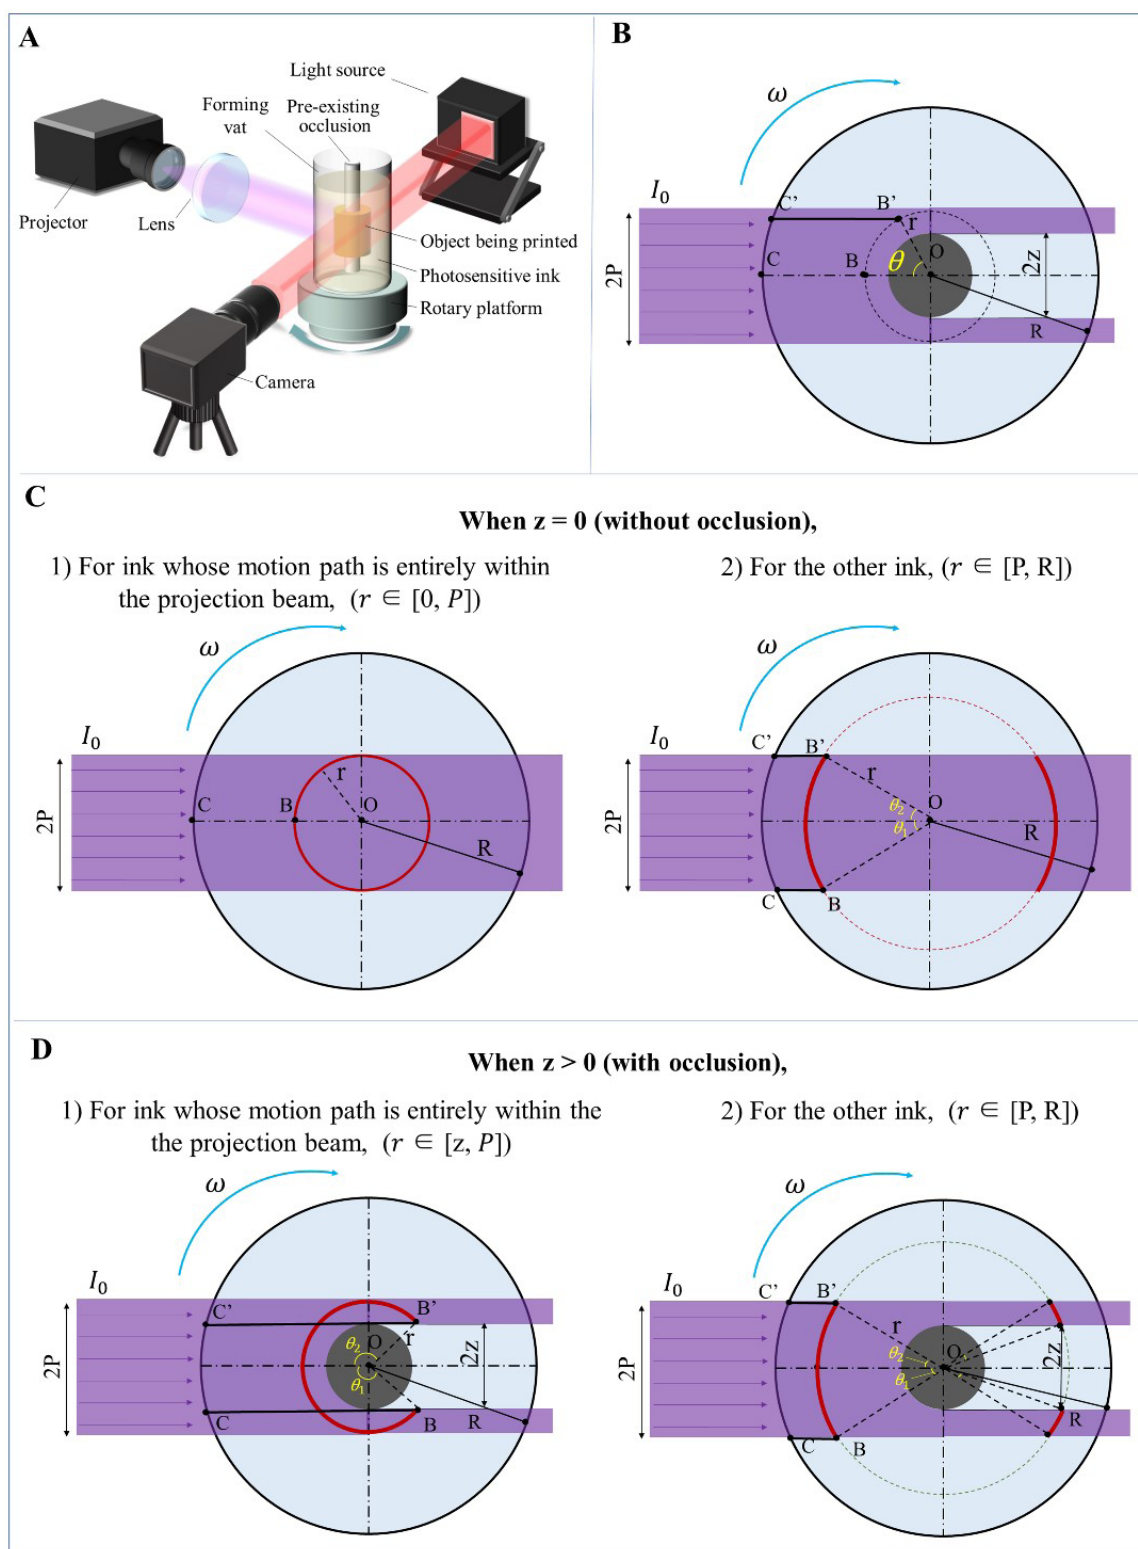 A
Light source
Forming vat
Pre-existing occlusion
Projector
Lens
Object being printed
Photosensitive ink
Rotary platform
Camera
B
ω
I₀
C'
B'
r
C
B
θ
O
2P
2z
R
C
When z = 0 (without occlusion),
1) For ink whose motion path is entirely within
the projection beam, (r ∈ [0, P])
ω
I₀
2P
C
B
r
O
R
2) For the other ink, (r ∈ [P, R])
ω
I₀
C'
B'
2P
r
θ₂
θ₁
O
R
C
B
D
When z > 0 (with occlusion),
1) For ink whose motion path is entirely within the
the projection beam, (r ∈ [z, P])
ω
I₀
C'
B'
2P
O
r
θ₂
θ₁
2z
C
B
R
2) For the other ink, (r ∈ [P, R])
ω
I₀
C'
B'
2P
r
θ₂
θ₁
O
2z
R
C
B